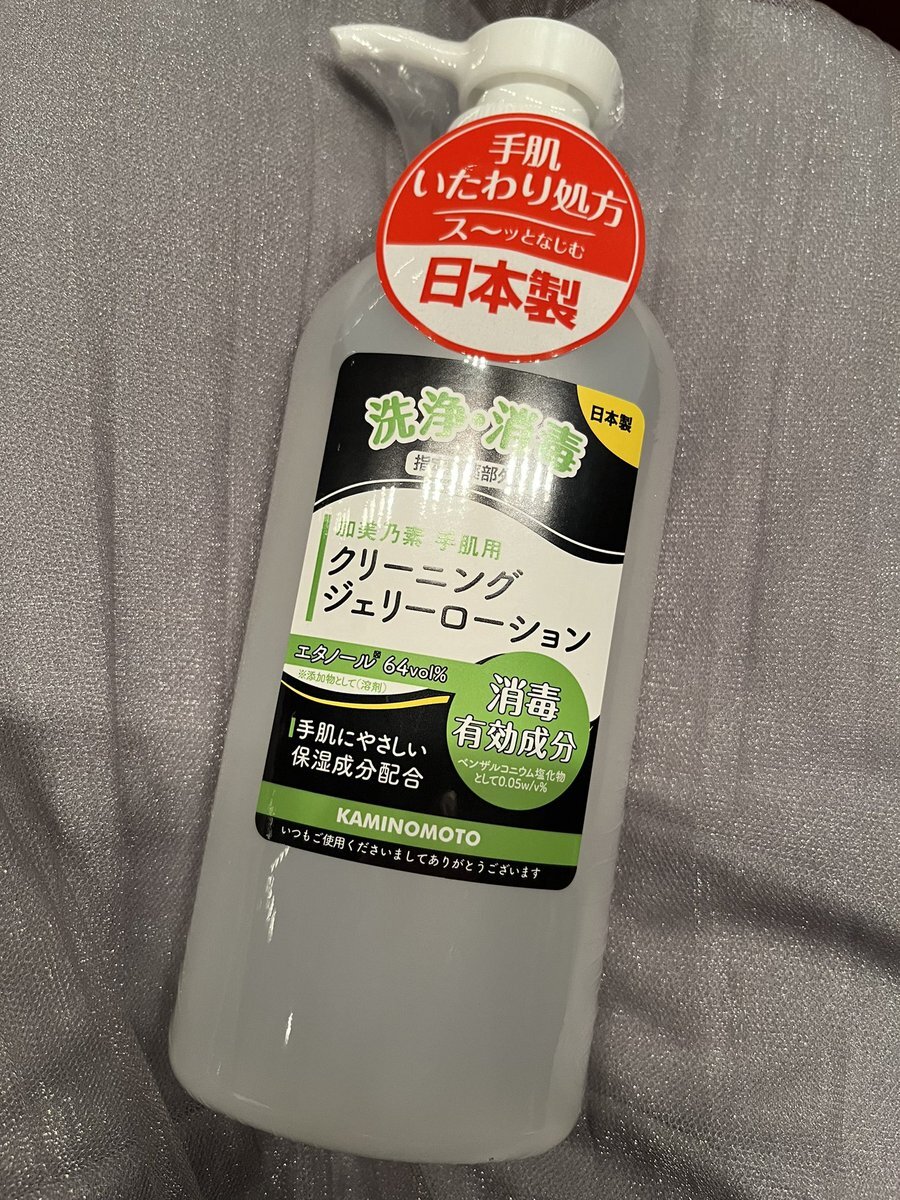 手肌
いたわり処方
ス〜ッとなじむ
日本製
日本製
洗浄・消毒
加美乃素 手肌用
クリーニング
ジェリーローション
エタノール※ 64vol%
※添加物として(溶剤)
消毒
有効成分
ベンザルコニウム塩化物
として0.05w/v%
手肌にやさしい
保湿成分配合
KAMINOMOTO
いつもご使用くださいましてありがとうございます